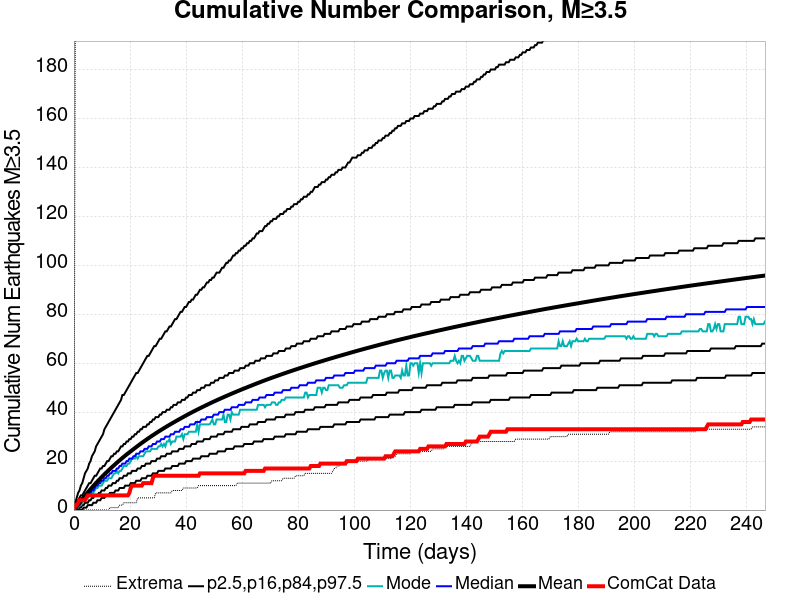 Cumulative Number Comparison, M≥3.5
Cumulative Num Earthquakes M≥3.5
180
160
140
120
100
80
60
40
20
0
0 20 40 60 80 100 120 140 160 180 200 220 240
Time (days)
Extrema p2.5,p16,p84,p97.5 Mode Median Mean ComCat Data